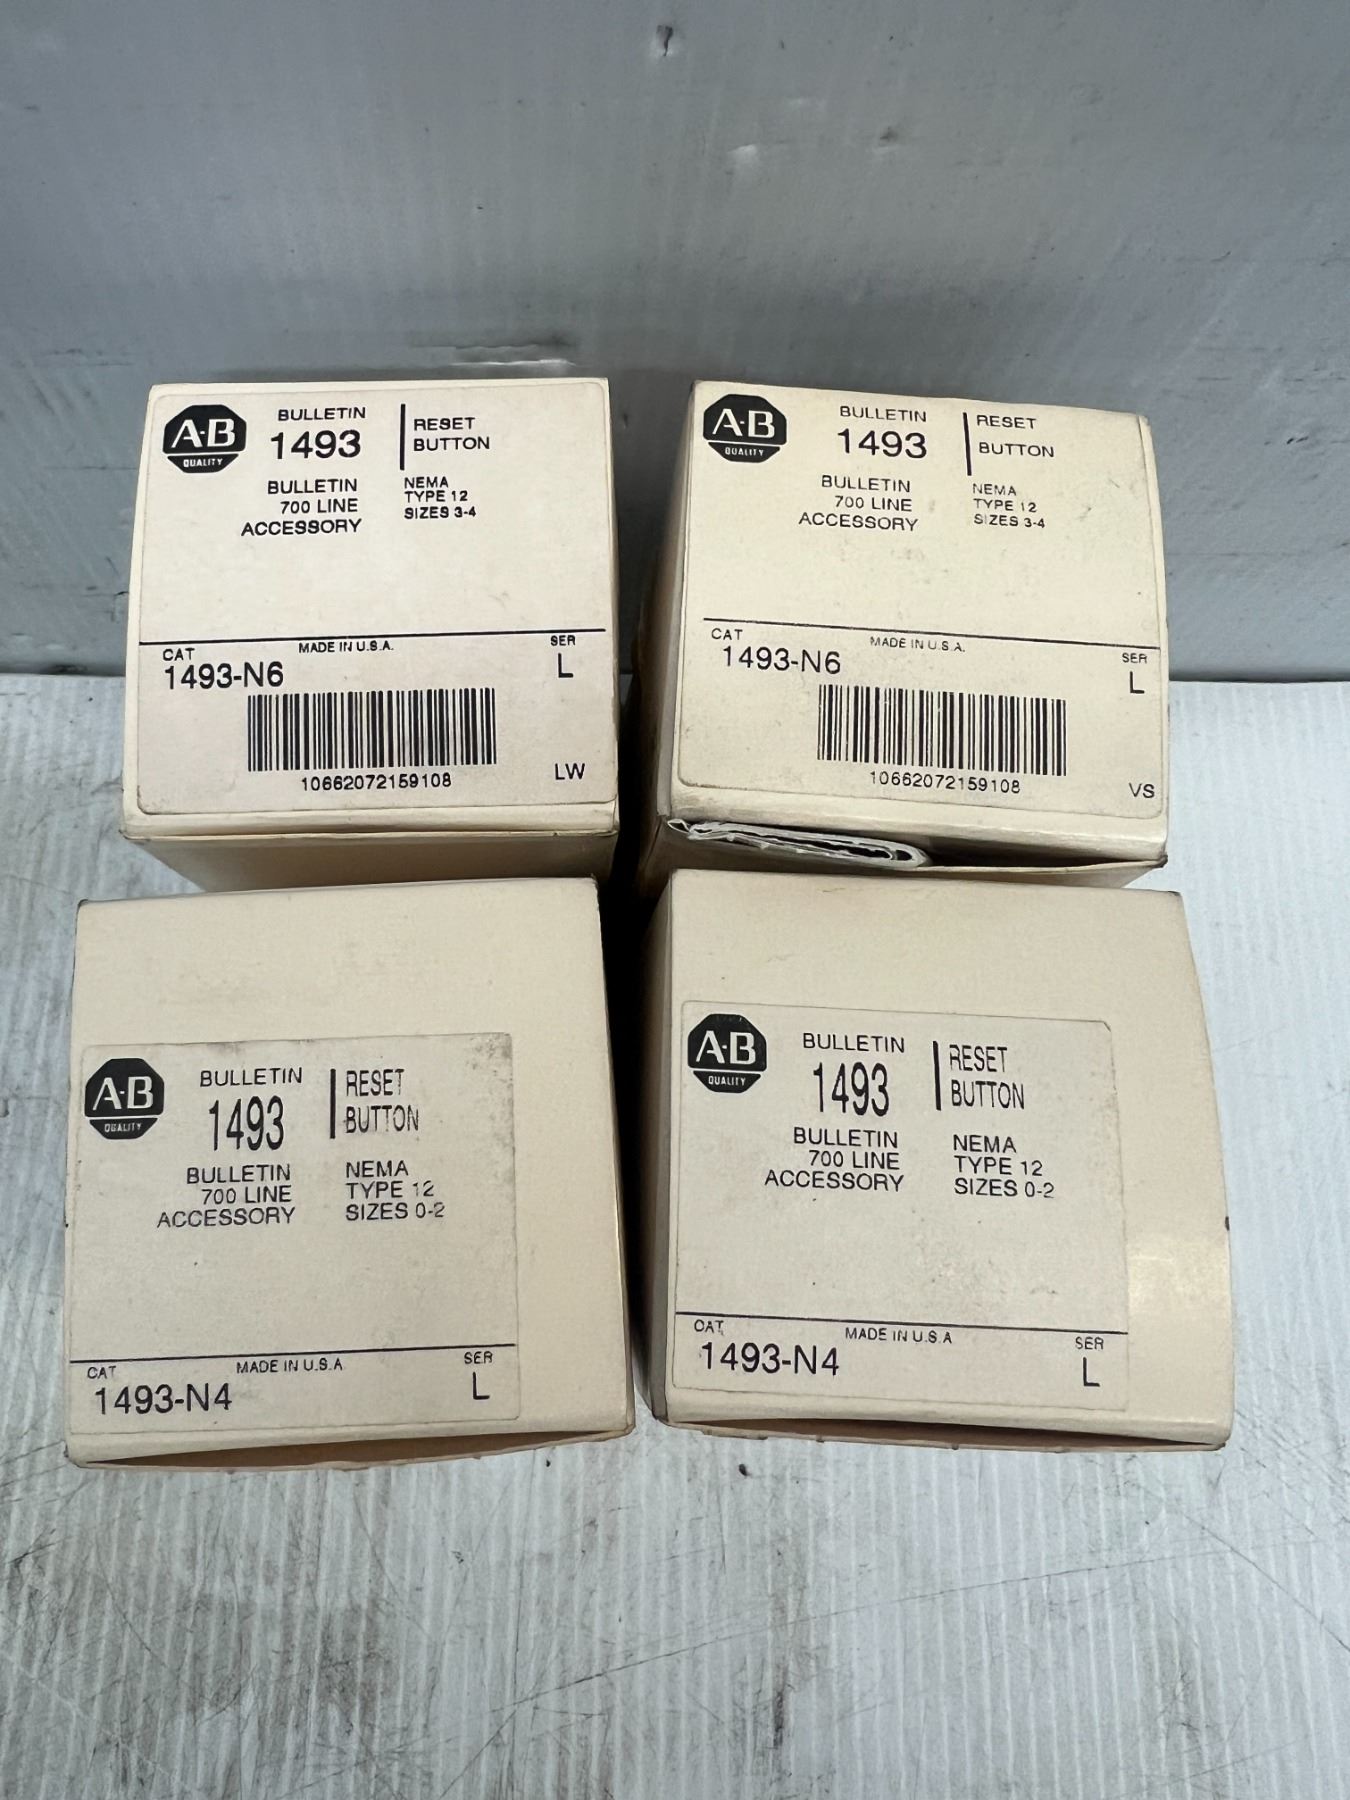 A-B
QUALITY
BULLETIN
1493
RESET
BUTTON
BULLETIN
700 LINE
ACCESSORY
NEMA
TYPE 12
SIZES 3-4
CAT
MADE IN U.S.A.
SER
1493-N6
L
10662072159108
LW
A-B
QUALITY
BULLETIN
1493
RESET
BUTTON
BULLETIN
700 LINE
ACCESSORY
NEMA
TYPE 12
SIZES 3-4
CAT
MADE IN U.S.A.
SER
1493-N6
L
10662072159108
VS
A-B
QUALITY
BULLETIN
1493
RESET
BUTTON
BULLETIN
700 LINE
ACCESSORY
NEMA
TYPE 12
SIZES 0-2
CAT
MADE IN U.S.A
SER
1493-N4
L
A-B
QUALITY
BULLETIN
1493
RESET
BUTTON
BULLETIN
700 LINE
ACCESSORY
NEMA
TYPE 12
SIZES 0-2
CAT
MADE IN U.S.A
SER
1493-N4
L